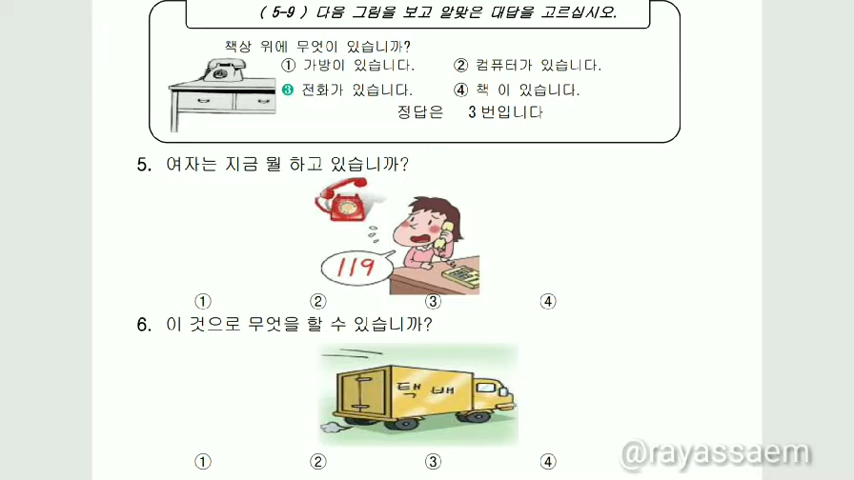 ( 5-9 ) 다음 그림을 보고 알맞은 대답을 고르십시오.
책상 위에 무엇이 있습니까?
① 가방이 있습니다. ② 컴퓨터가 있습니다.
❸ 전화가 있습니다. ④ 책 이 있습니다.
정답은 3 번입니다
5. 여자는 지금 뭘 하고 있습니까?
119
① ② ③ ④
6. 이 것으로 무엇을 할 수 있습니까?
택 배
① ② ③ ④
@rayassaem